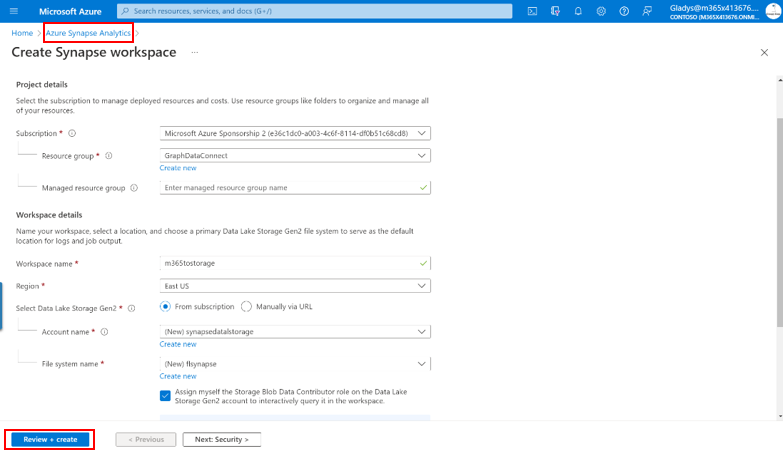 Microsoft Azure
Search resources, services, and docs (G+/)
Gladys@m365x413676....
CONTOSO (M365X413676.ONMI...
Home > Azure Synapse Analytics >
Create Synapse workspace ...
Project details
Select the subscription to manage deployed resources and costs. Use resource groups like folders to organize and manage all
of your resources.
Subscription *
Microsoft Azure Sponsorship 2 (e36c1dc0-a003-4c6f-8114-df0b51c68cd8)
Resource group *
GraphDataConnect
Create new
Managed resource group
Enter managed resource group name
Workspace details
Name your workspace, select a location, and choose a primary Data Lake Storage Gen2 file system to serve as the default
location for logs and job output.
Workspace name *
m365tostorage
Region *
East US
Select Data Lake Storage Gen2 *
From subscription
Manually via URL
Account name *
(New) synapsedatalstorage
Create new
File system name *
(New) flsynapse
Create new
Assign myself the Storage Blob Data Contributor role on the Data Lake
Storage Gen2 account to interactively query it in the workspace.
Review + create
< Previous
Next: Security >